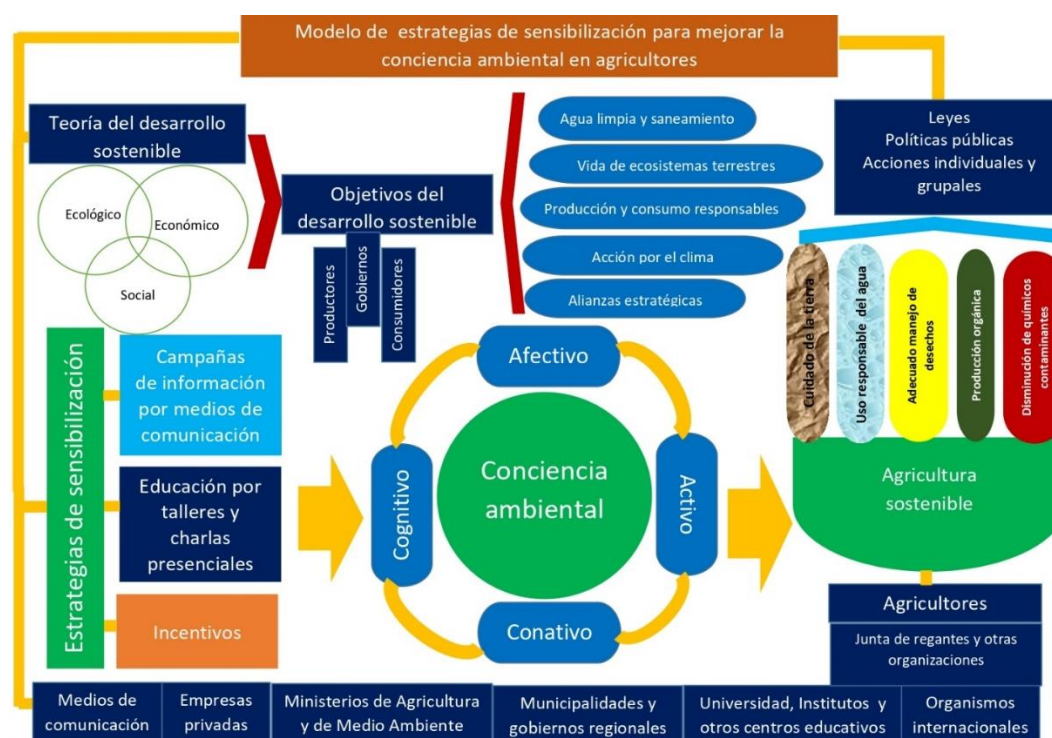 Modelo de estrategias de sensibilización para mejorar la
conciencia ambiental en agricultores
Teoría del desarrollo
sostenible
Ecológico
Económico
Social
Objetivos del
desarrollo sostenible
Productores
Gobiernos
Consumidores
Agua limpia y saneamiento
Vida de ecosistemas terrestres
Producción y consumo responsables
Acción por el clima
Alianzas estratégicas
Leyes
Políticas públicas
Acciones individuales y
grupales
Cuidado de la tierra
Uso responsable del agua
Adecuado manejo de
desechos
Producción orgánica
Disminución de químicos
contaminantes
Agricultura
sostenible
Estrategias de sensibilización
Campañas
de información
por medios de
comunicación
Educación por
talleres y
charlas
presenciales
Incentivos
Afectivo
Cognitivo
Conciencia
ambiental
Activo
Conativo
Agricultores
Junta de regantes y otras
organizaciones
Medios de
comunicación
Empresas
privadas
Ministerios de Agricultura
y de Medio Ambiente
Municipalidades y
gobiernos regionales
Universidad, Institutos y
otros centros educativos
Organismos
internacionales